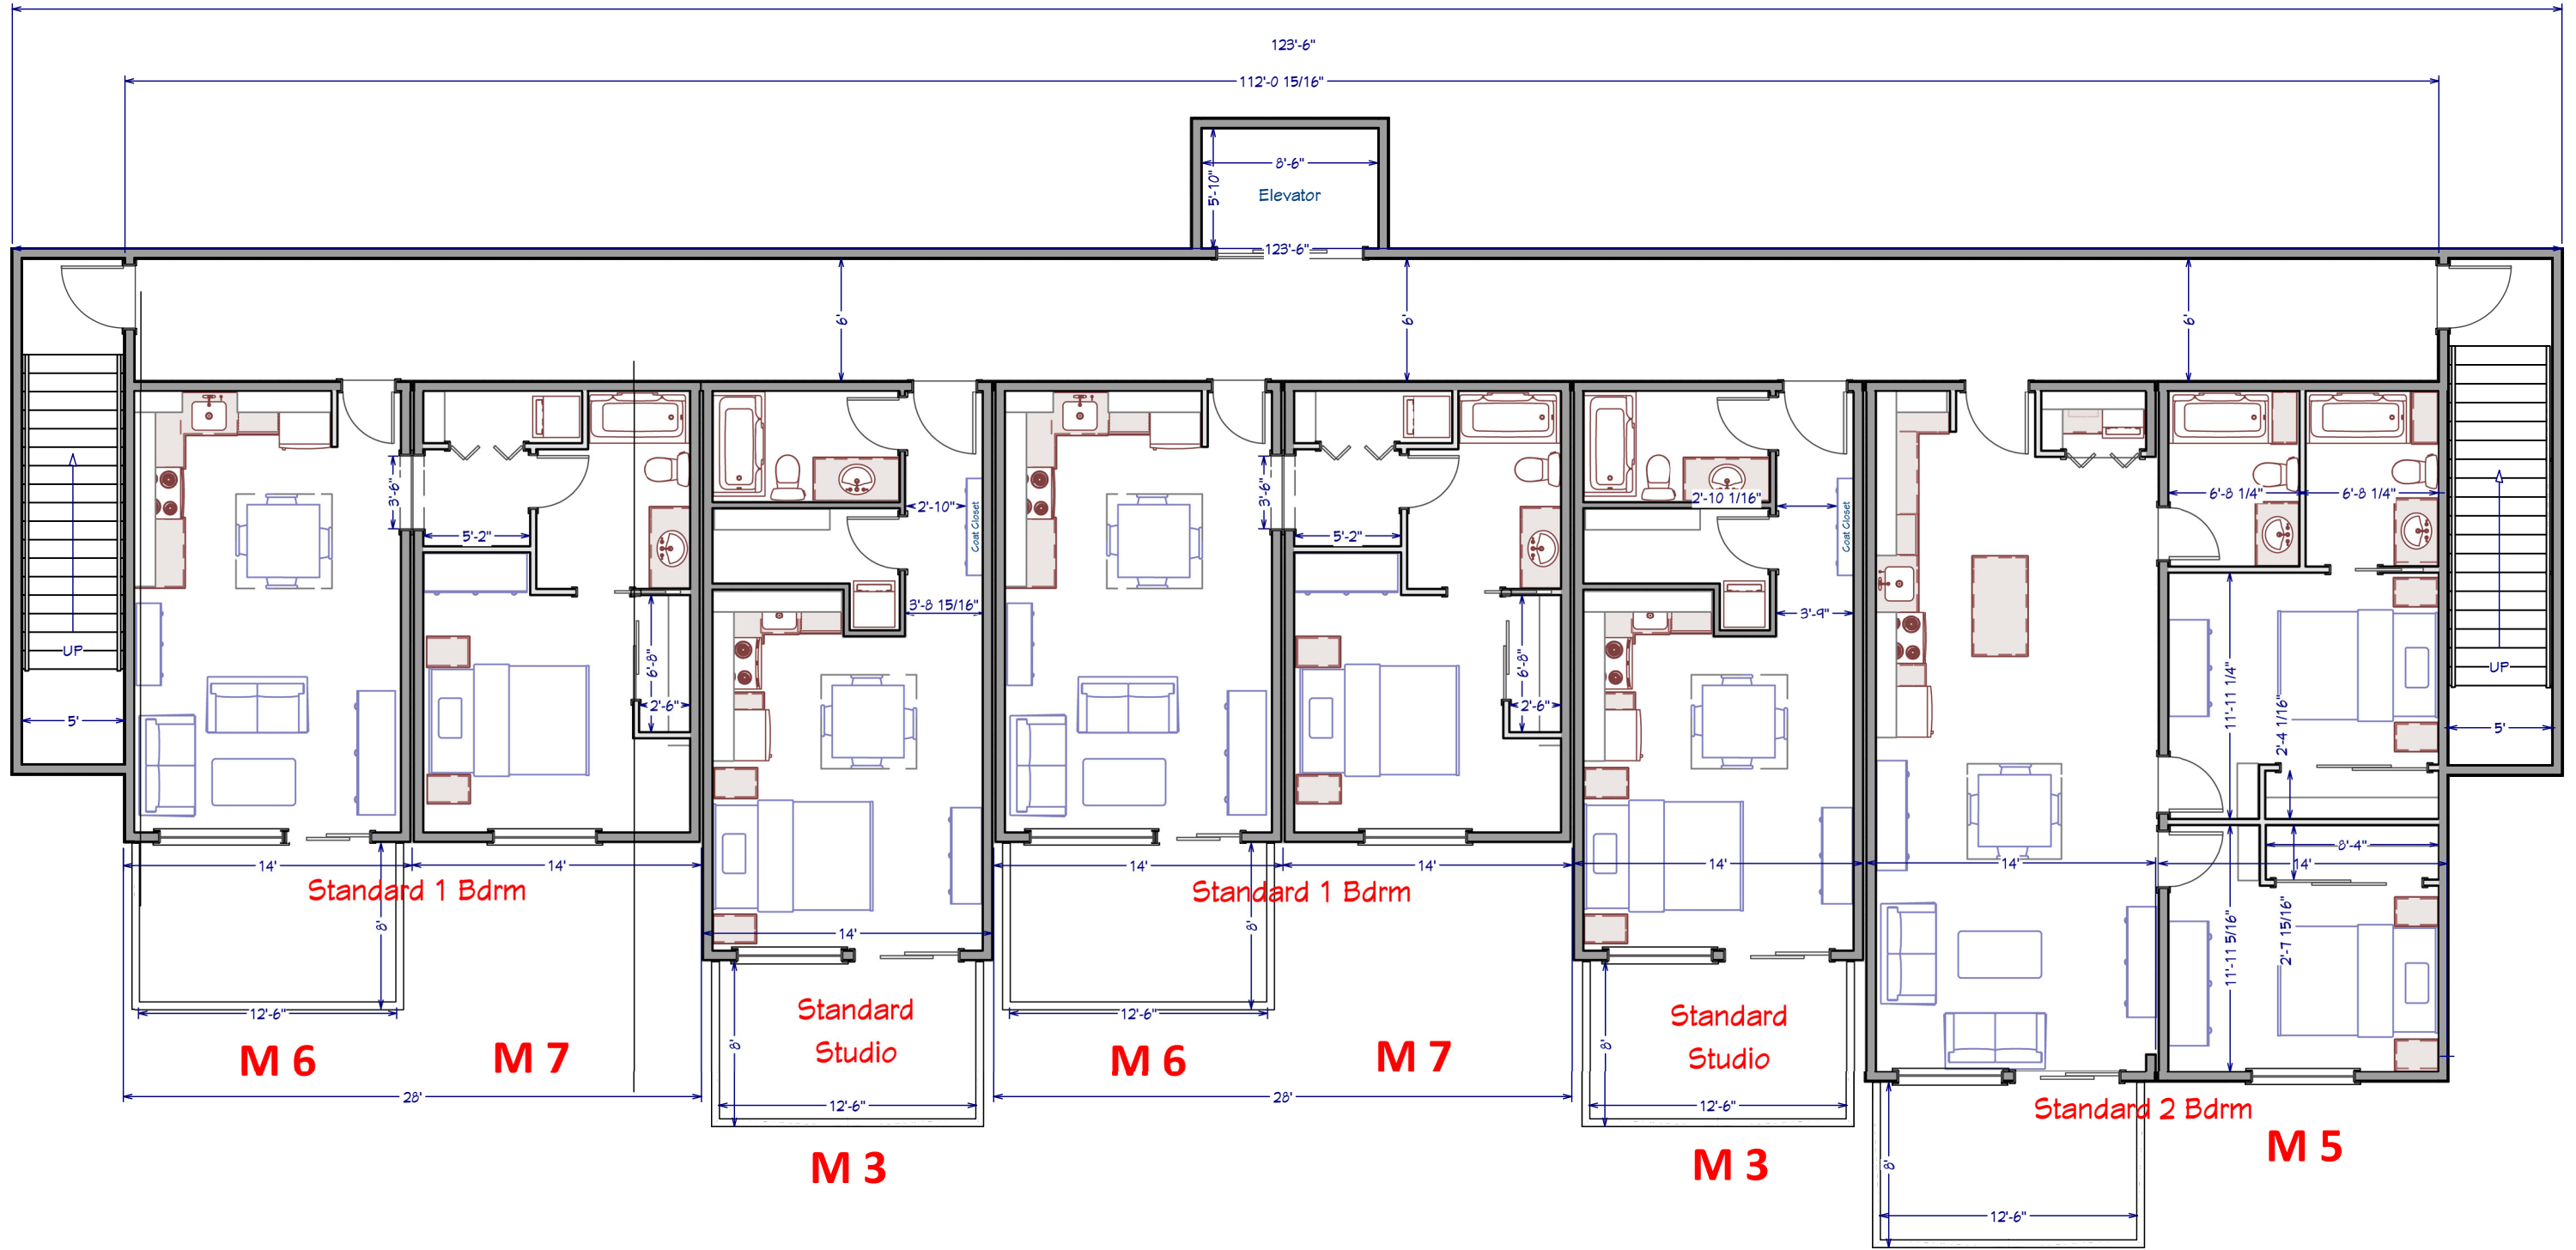 123'-6"
112'-0 15/16"
8'-6"
5'-10"
Elevator
123'-6"
6'
6'
6'
3'-6"
5'-2"
2'-10"
Coat Closet
3'-6"
5'-2"
2'-10 1/16"
Coat Closet
6'-8 1/4"
6'-8 1/4"
3'-8 15/16"
3'-9"
UP
6'-8"
2'-6"
6'-8"
2'-6"
UP
11'-11 1/4"
2'-4 1/16"
5'
5'
8'-4"
14'
14'
14'
14'
14'
14'
14'
Standard 1 Bdrm
Standard 1 Bdrm
8'
14'
8'
11'-11 5/16"
2'-7 15/16"
12'-6"
12'-6"
Standard
Studio
Standard
Studio
M 6
M 7
8'
M 6
M 7
8'
28'
12'-6"
28'
12'-6"
Standard 2 Bdrm
M 3
M 3
8'
M 5
12'-6"